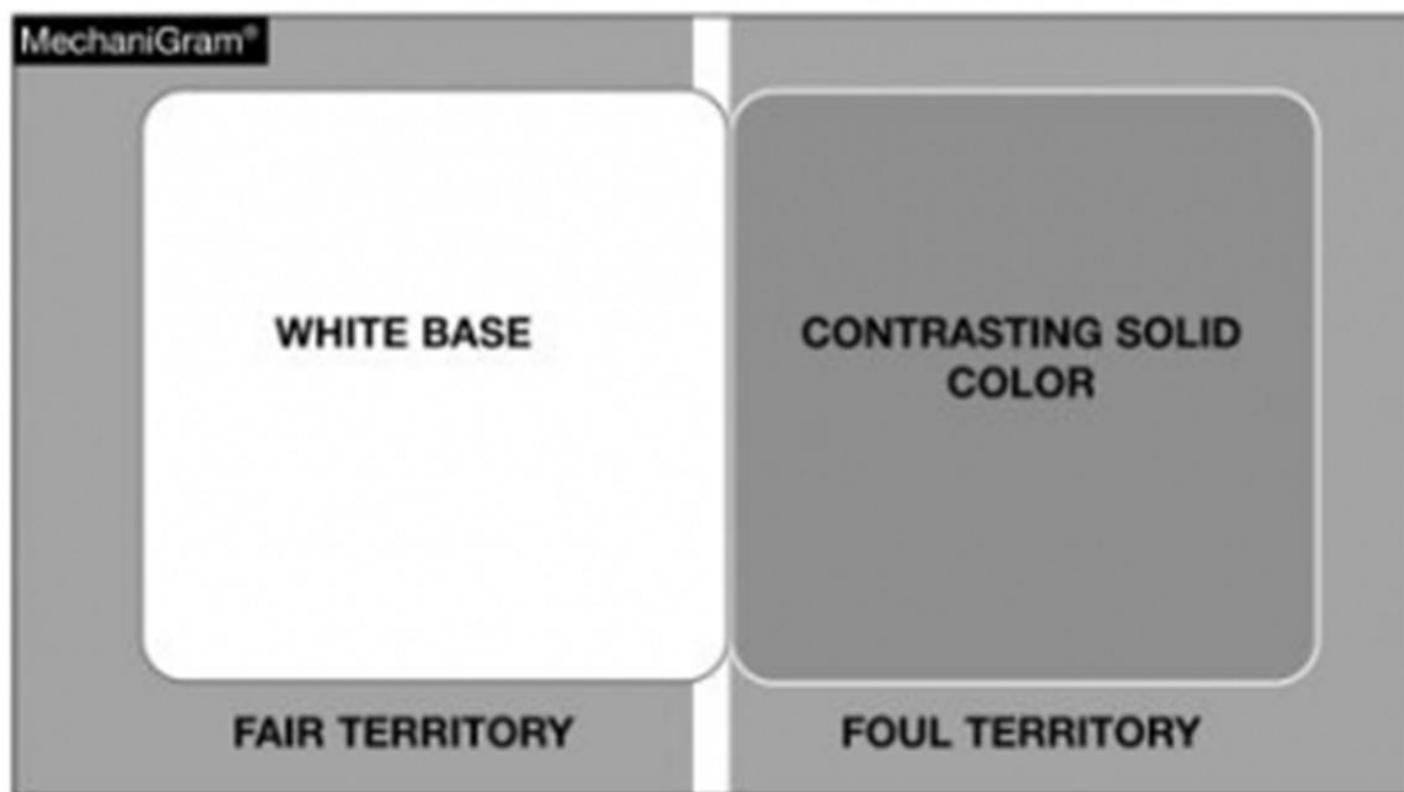 MechaniGram®
WHITE BASE
CONTRASTING SOLID
COLOR
FAIR TERRITORY
FOUL TERRITORY